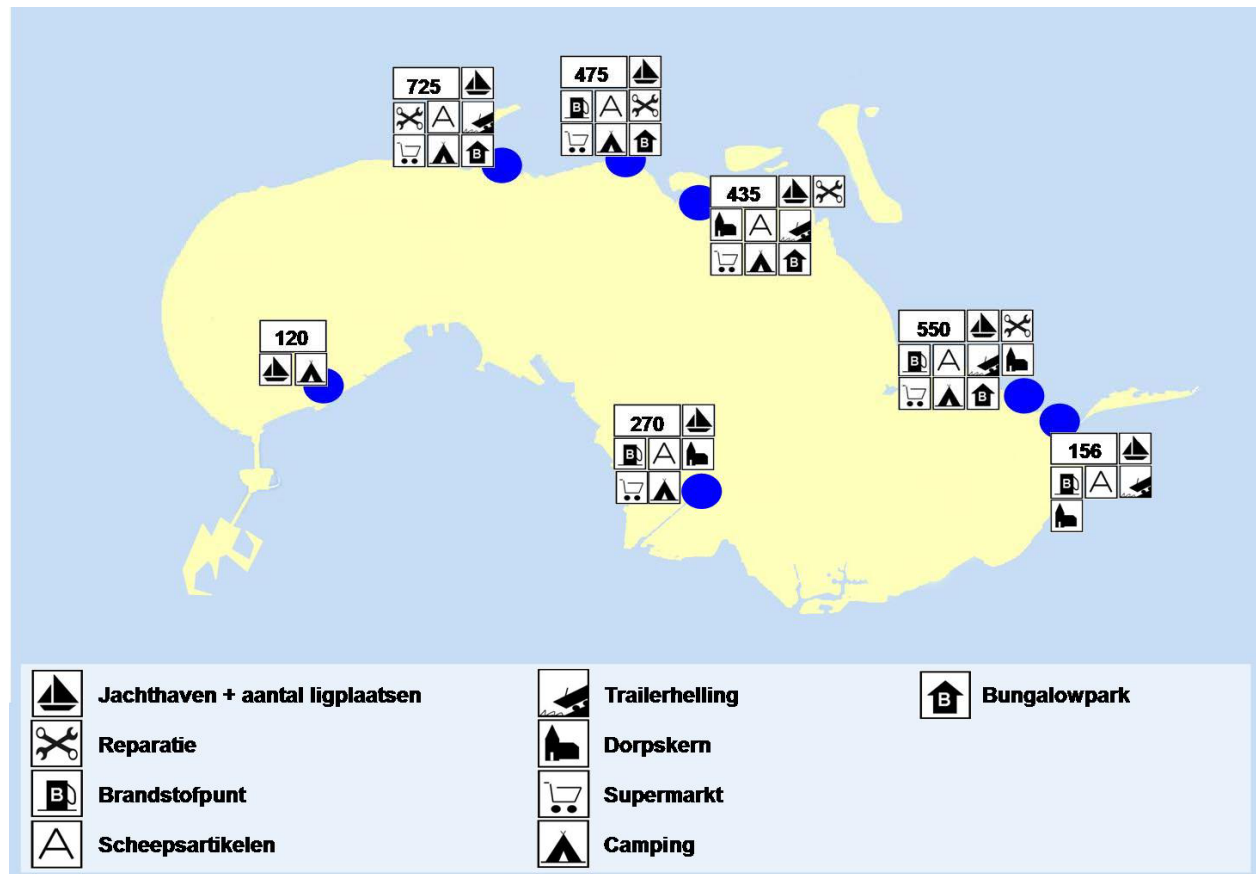 725
475
435
120
550
270
156
B
B
B
B
B
B
B
B
Jachthaven + aantal ligplaatsen
Reparatie
B
Brandstofpunt
Scheepsartikelen
Trailerhelling
Dorpskern
Supermarkt
Camping
B
Bungalowpark